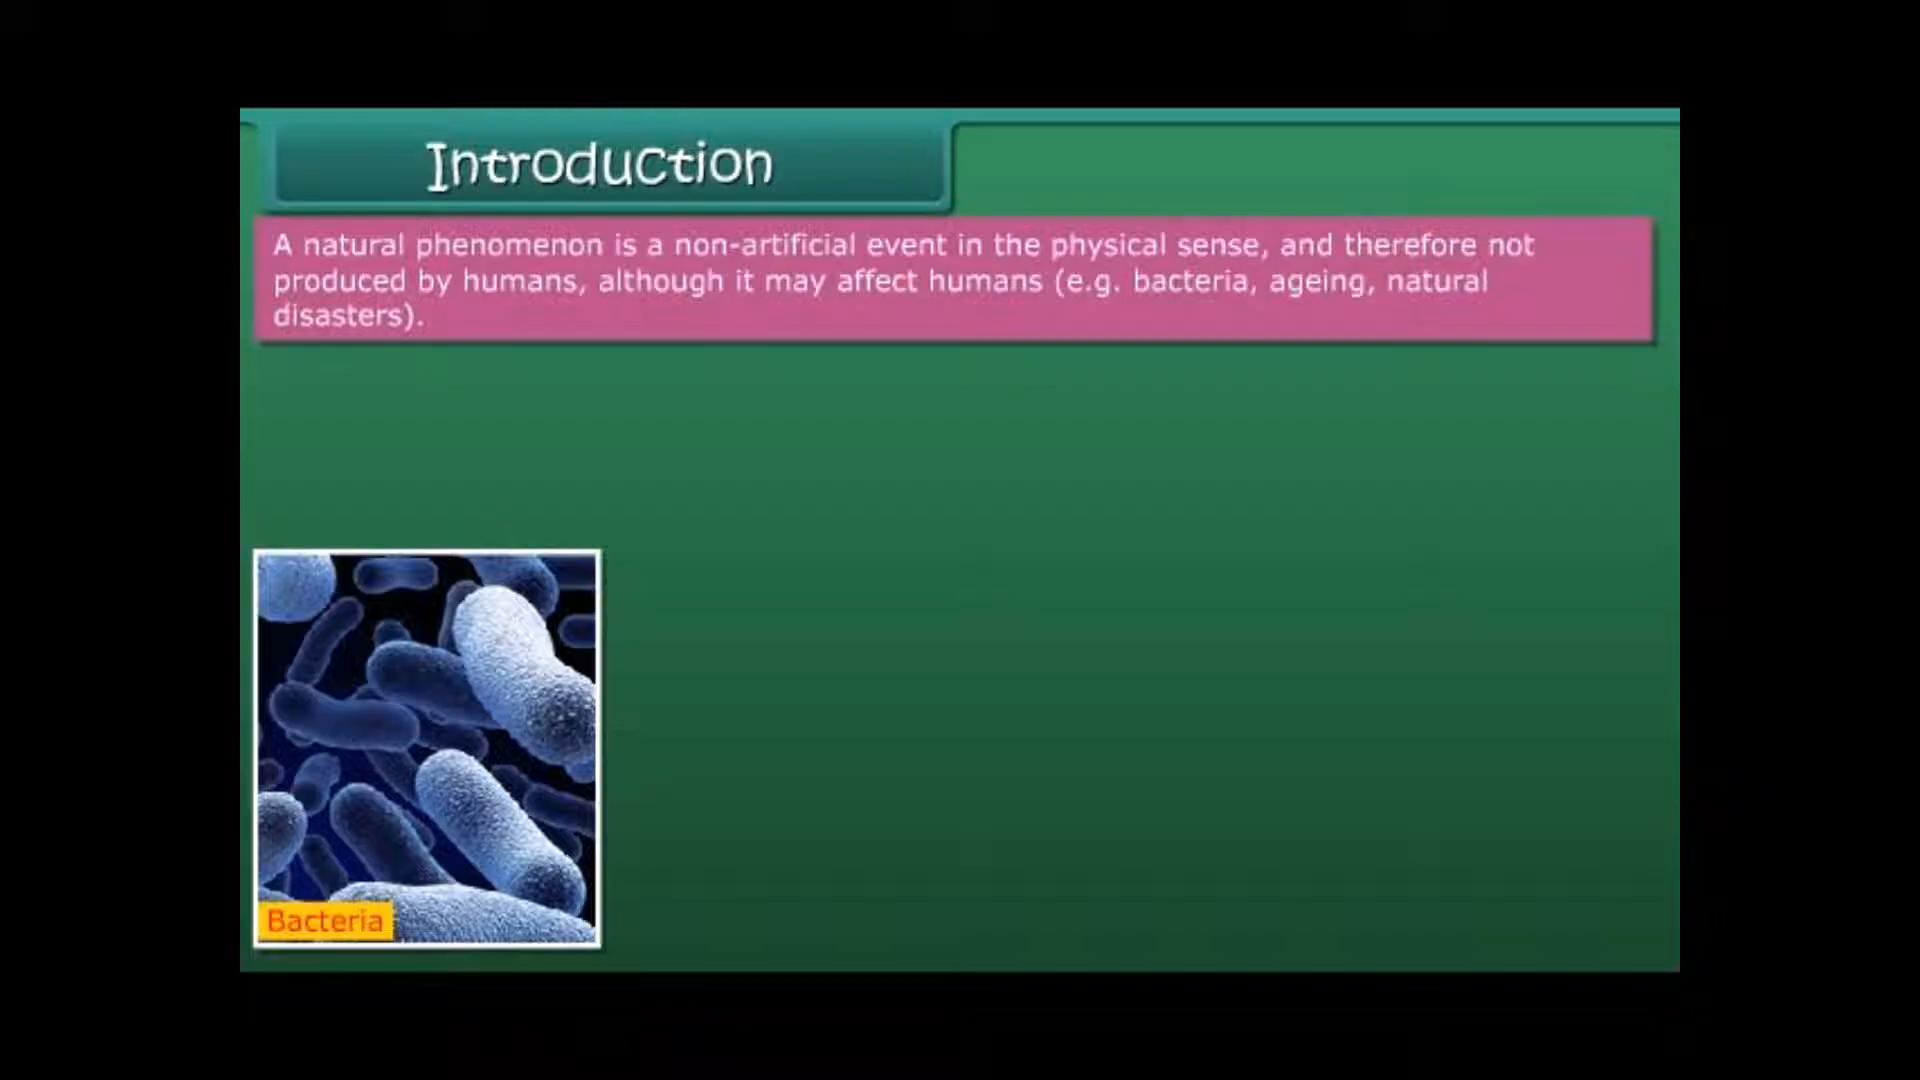 Introduction
A natural phenomenon is a non-artificial event in the physical sense, and therefore not
produced by humans, although it may affect humans (e.g. bacteria, ageing, natural
disasters).
Bacteria